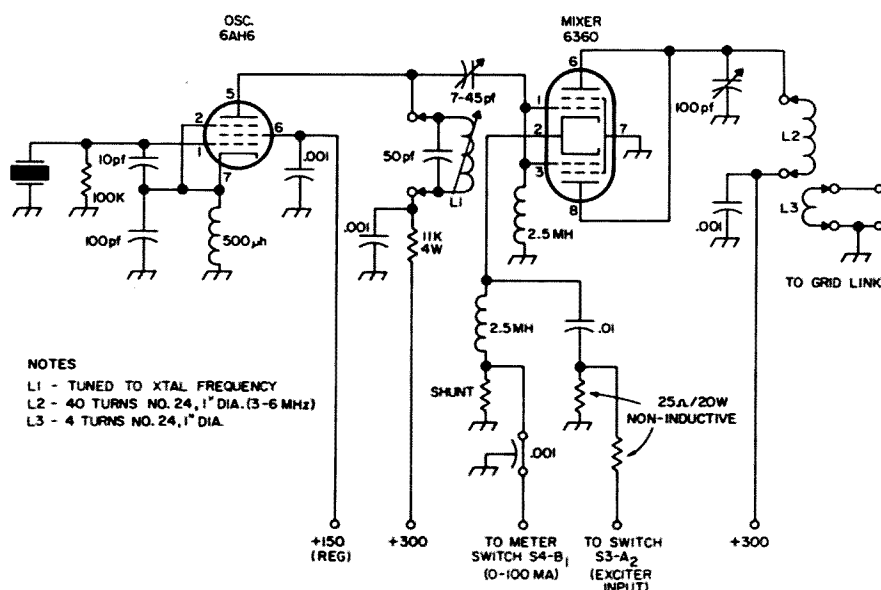 OSC.
6AH6
MIXER
6360
5
2
1
6
7
10pf
100K
100pf
500µh
.001
7-45pf
50pf
L1
.001
11K
4W
6
1
2
3
7
8
2.5MH
100pf
L2
.001
L3
TO GRID LINK
2.5MH
.01
SHUNT
25Ω/20W
NON-INDUCTIVE
.001
NOTES
L1 - TUNED TO XTAL FREQUENCY
L2 - 40 TURNS NO. 24, 1" DIA. (3-6 MHz)
L3 - 4 TURNS NO. 24, 1" DIA.
+150
(REG)
+300
TO METER
SWITCH S4-B1
(0-100 MA)
TO SWITCH
S3-A2
(EXCITER
INPUT)
+300